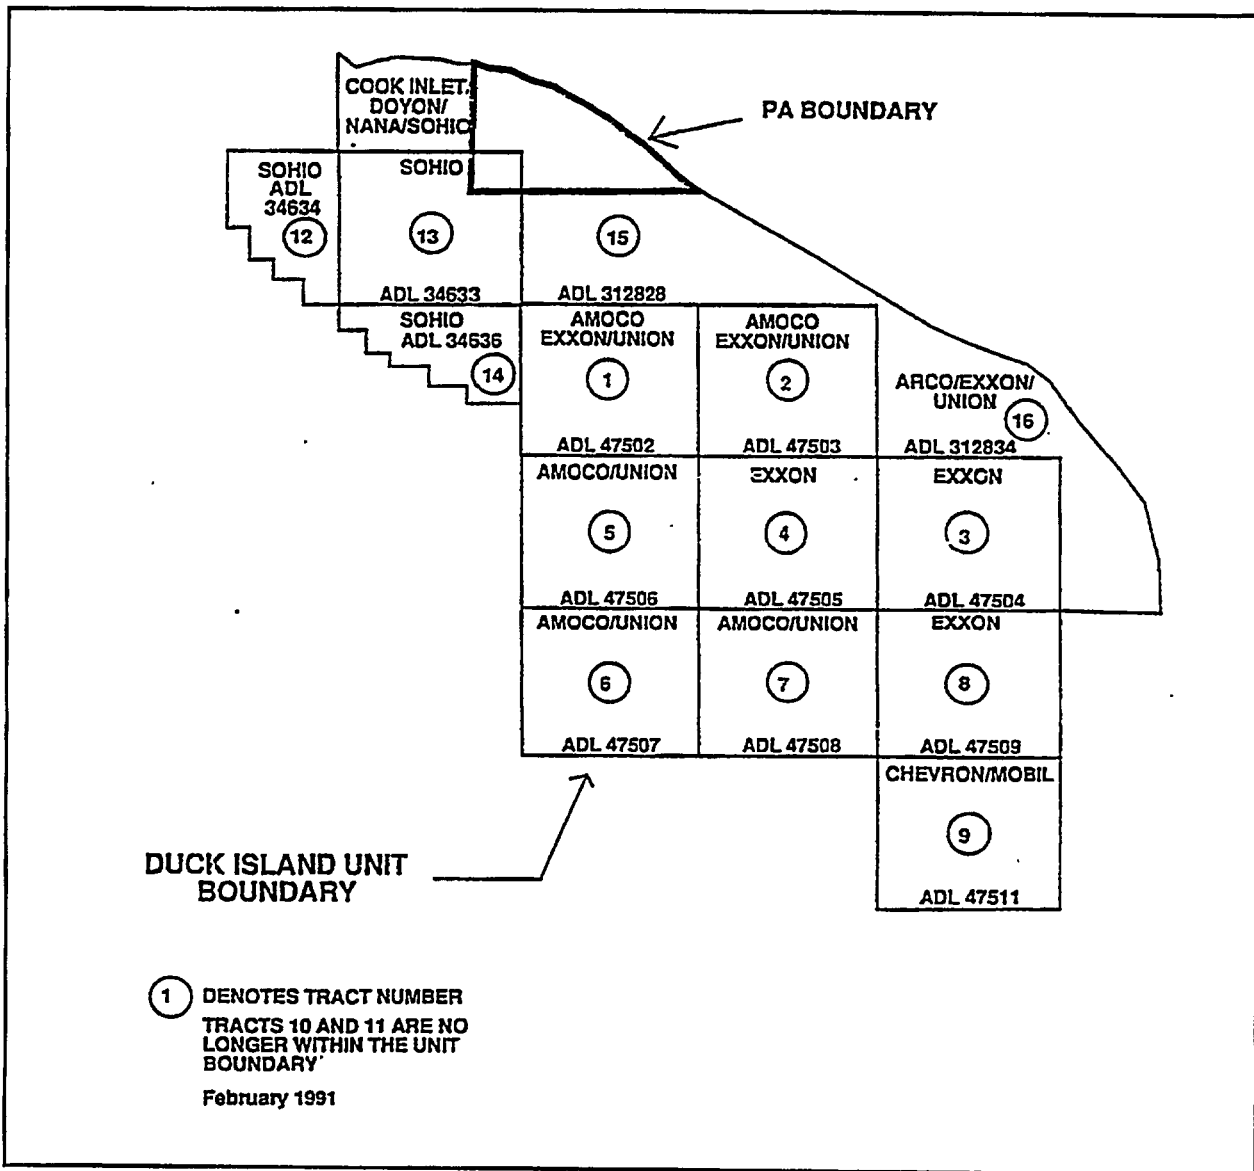 COOK INLET,
DOYON/
NANA/SOHIO
PA BOUNDARY
SOHIO
ADL
34634
12
SOHIO
13
ADL 34633
15
ADL 312828
SOHIO
ADL 34636
14
AMOCO
EXXON/UNION
1
ADL 47502
AMOCO
EXXON/UNION
2
ADL 47503
ARCO/EXXON/
UNION
16
ADL 312834
AMOCO/UNION
5
ADL 47506
EXXON
4
ADL 47505
EXXON
3
ADL 47504
AMOCO/UNION
6
ADL 47507
AMOCO/UNION
7
ADL 47508
EXXON
8
ADL 47509
CHEVRON/MOBIL
9
ADL 47511
DUCK ISLAND UNIT
BOUNDARY
1 DENOTES TRACT NUMBER
TRACTS 10 AND 11 ARE NO
LONGER WITHIN THE UNIT
BOUNDARY
February 1991